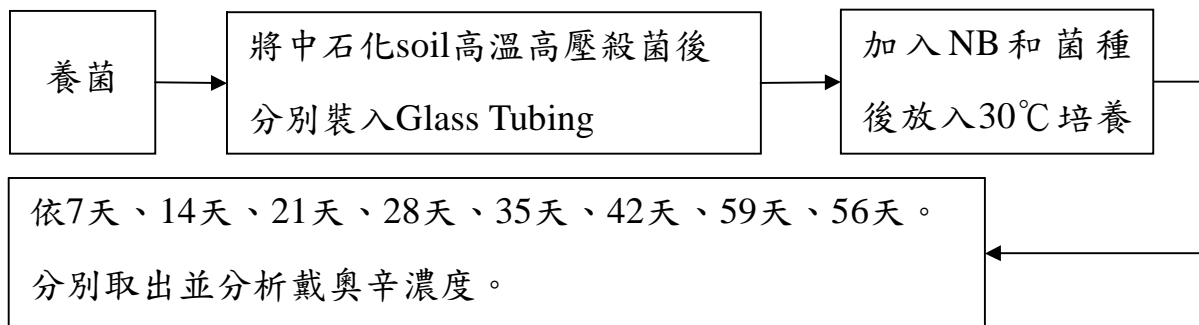 養菌
將中石化soil高溫高壓殺菌後
分別裝入Glass Tubing
加入NB和菌種
後放入30℃培養
依7天、14天、21天、28天、35天、42天、59天、56天。
分別取出並分析戴奧辛濃度。